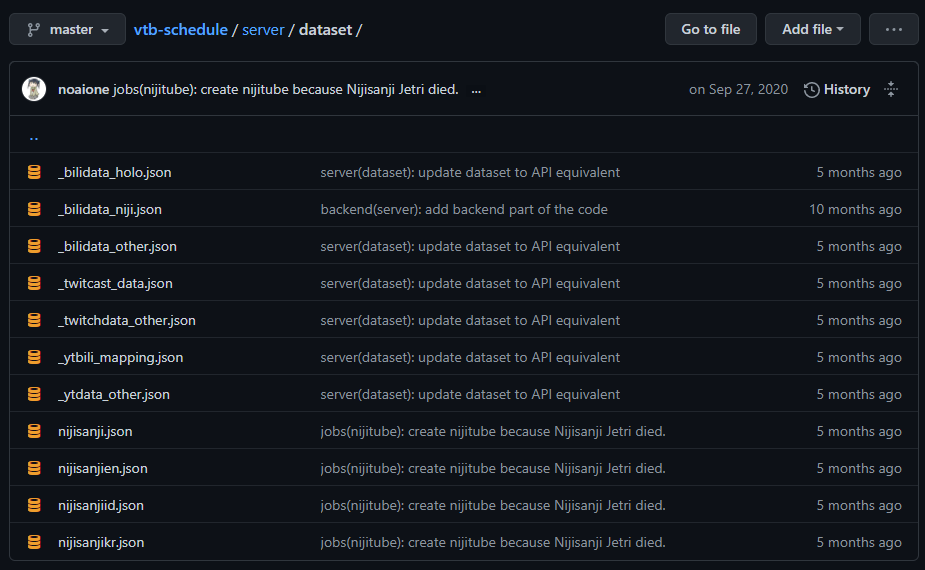 master vtb-schedule / server / dataset / Go to file Add file ...
noaione jobs(nijitube): create nijitube because Nijisanji Jetri died. ... on Sep 27, 2020 History
..
_bilidata_holo.json server(dataset): update dataset to API equivalent 5 months ago
_bilidata_niji.json backend(server): add backend part of the code 10 months ago
_bilidata_other.json server(dataset): update dataset to API equivalent 5 months ago
_twitcast_data.json server(dataset): update dataset to API equivalent 5 months ago
_twitchdata_other.json server(dataset): update dataset to API equivalent 5 months ago
_ytbili_mapping.json server(dataset): update dataset to API equivalent 5 months ago
_ytdata_other.json server(dataset): update dataset to API equivalent 5 months ago
nijisanji.json jobs(nijitube): create nijitube because Nijisanji Jetri died. 5 months ago
nijisanjien.json jobs(nijitube): create nijitube because Nijisanji Jetri died. 5 months ago
nijisanjiid.json jobs(nijitube): create nijitube because Nijisanji Jetri died. 5 months ago
nijisanjikr.json jobs(nijitube): create nijitube because Nijisanji Jetri died. 5 months ago